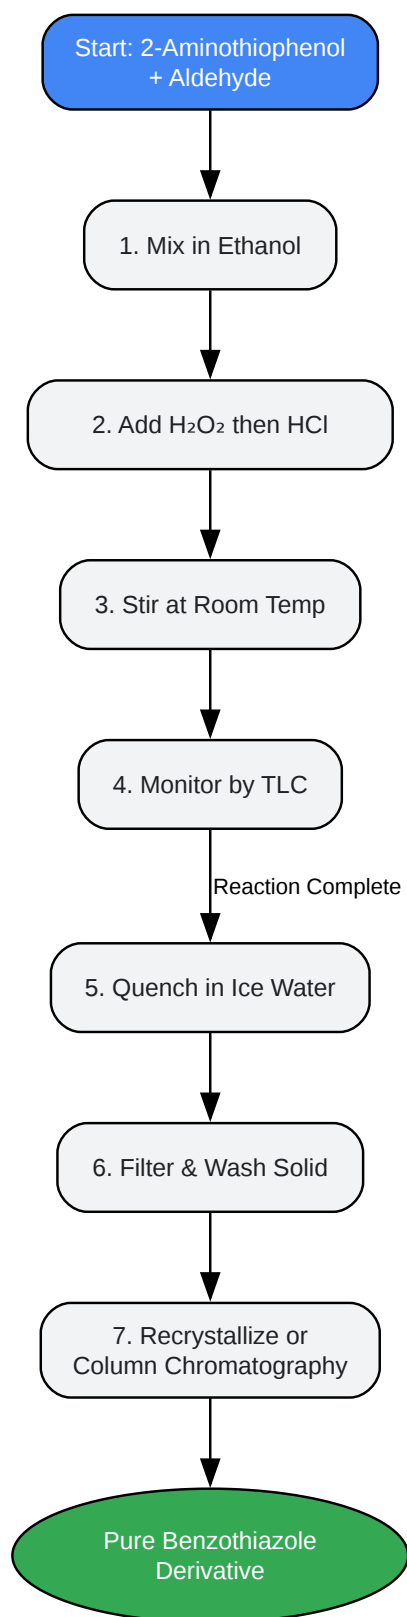 Start: 2-Aminothiophenol
+ Aldehyde
1. Mix in Ethanol
2. Add H₂O₂ then HCl
3. Stir at Room Temp
4. Monitor by TLC
Reaction Complete
5. Quench in Ice Water
6. Filter & Wash Solid
7. Recrystallize or
Column Chromatography
Pure Benzothiazole
Derivative